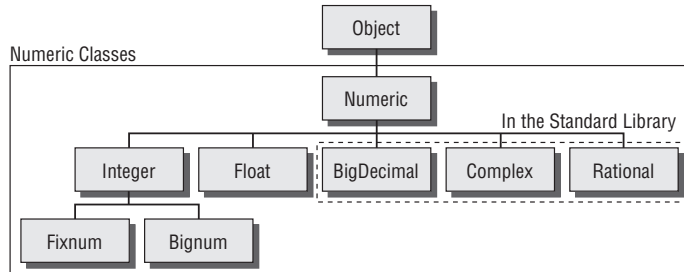 Object
Numeric Classes
Numeric
In the Standard Library
Integer
Float
BigDecimal
Complex
Rational
Fixnum
Bignum